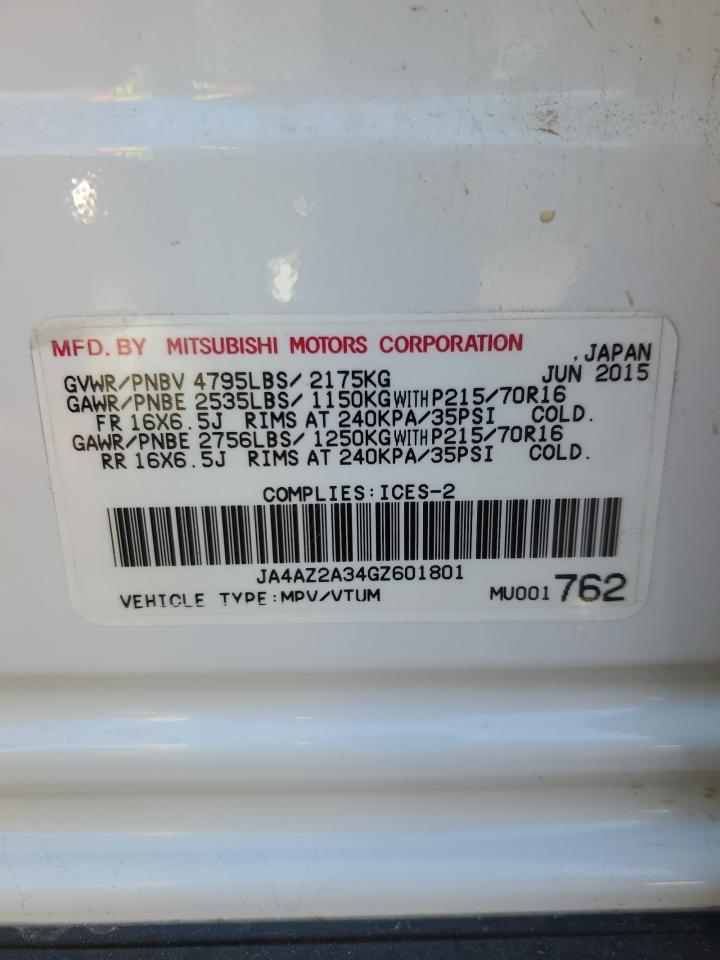 MFD. BY MITSUBISHI MOTORS CORPORATION
, JAPAN
GVWR/PNBV 4795LBS/ 2175KG JUN 2015
GAWR/PNBE 2535LBS/ 1150KG WITH P215/70R16
FR 16X6.5J RIMS AT 240KPA/35PSI COLD.
GAWR/PNBE 2756LBS/ 1250KG WITH P215/70R16
RR 16X6.5J RIMS AT 240KPA/35PSI COLD.
COMPLIES:ICES-2
JA4AZ2A34GZ601801
VEHICLE TYPE:MPV/VTUM MU001 762